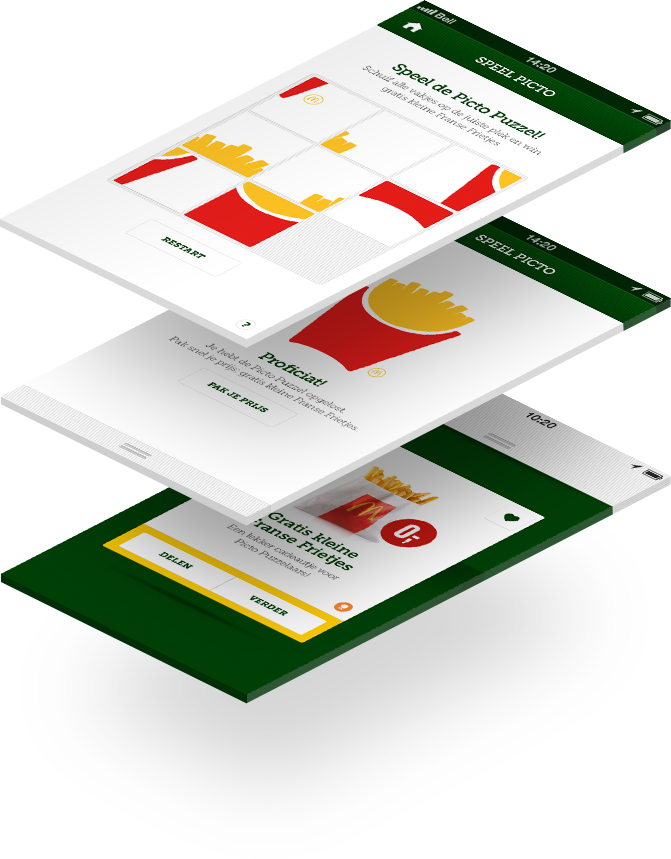 Bell
14:20
SPEEL PICTO
Speel de Picto Puzzel!
Schuif alle vakjes op de juiste plek en win
gratis kleine Franse Frietjes
RESTART
?
14:20
SPEEL PICTO
Proficiat!
Je hebt de Picto Puzzel opgelost.
Pak snel je prijs: gratis kleine Franse Frietjes.
PAK JE PRIJS
10:20
0,-
Gratis kleine
Franse Frietjes
Een lekker cadeautje voor
Picto Puzzelaars!
DELEN
VERDER